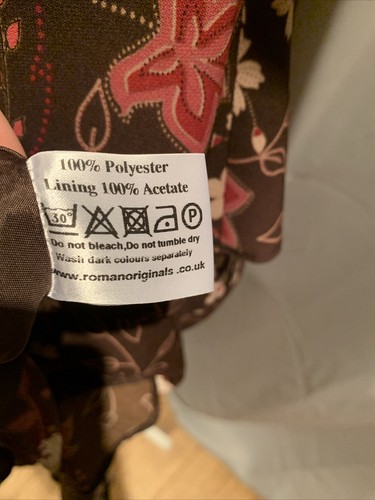 100% Polyester
Lining 100% Acetate
30° P
Do not bleach,Do not tumble dry
Wash dark colours separately
www.romanoriginals.co.uk